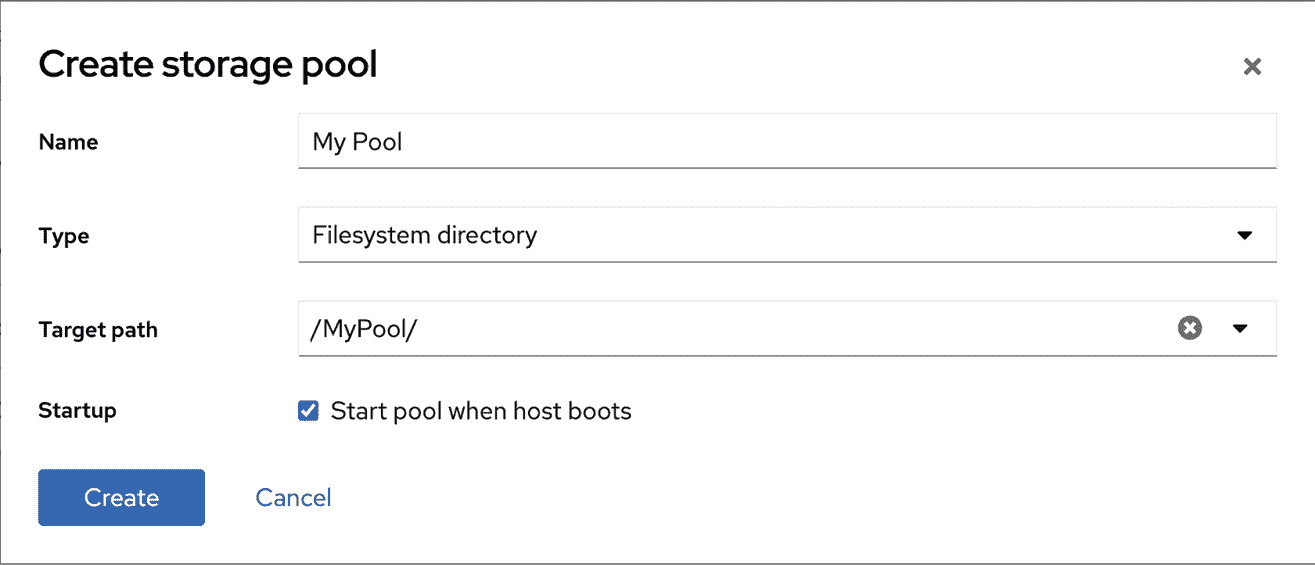 Create storage pool
Name
My Pool
Type
Filesystem directory
Target path
/MyPool/
Startup
Start pool when host boots
Create
Cancel